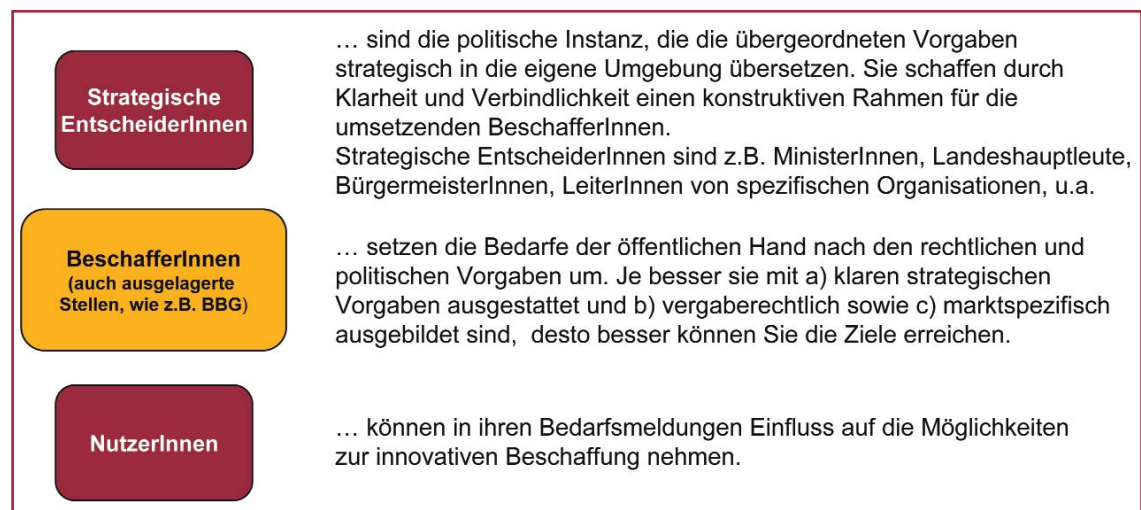 Strategische
EntscheiderInnen
… sind die politische Instanz, die die übergeordneten Vorgaben
strategisch in die eigene Umgebung übersetzen. Sie schaffen durch
Klarheit und Verbindlichkeit einen konstruktiven Rahmen für die
umsetzenden BeschafferInnen.
Strategische EntscheiderInnen sind z.B. MinisterInnen, Landeshauptleute,
BürgermeisterInnen, LeiterInnen von spezifischen Organisationen, u.a.
BeschafferInnen
(auch ausgelagerte
Stellen, wie z.B. BBG)
… setzen die Bedarfe der öffentlichen Hand nach den rechtlichen und
politischen Vorgaben um. Je besser sie mit a) klaren strategischen
Vorgaben ausgestattet und b) vergaberechtlich sowie c) marktspezifisch
ausgebildet sind, desto besser können Sie die Ziele erreichen.
NutzerInnen
… können in ihren Bedarfsmeldungen Einfluss auf die Möglichkeiten
zur innovativen Beschaffung nehmen.